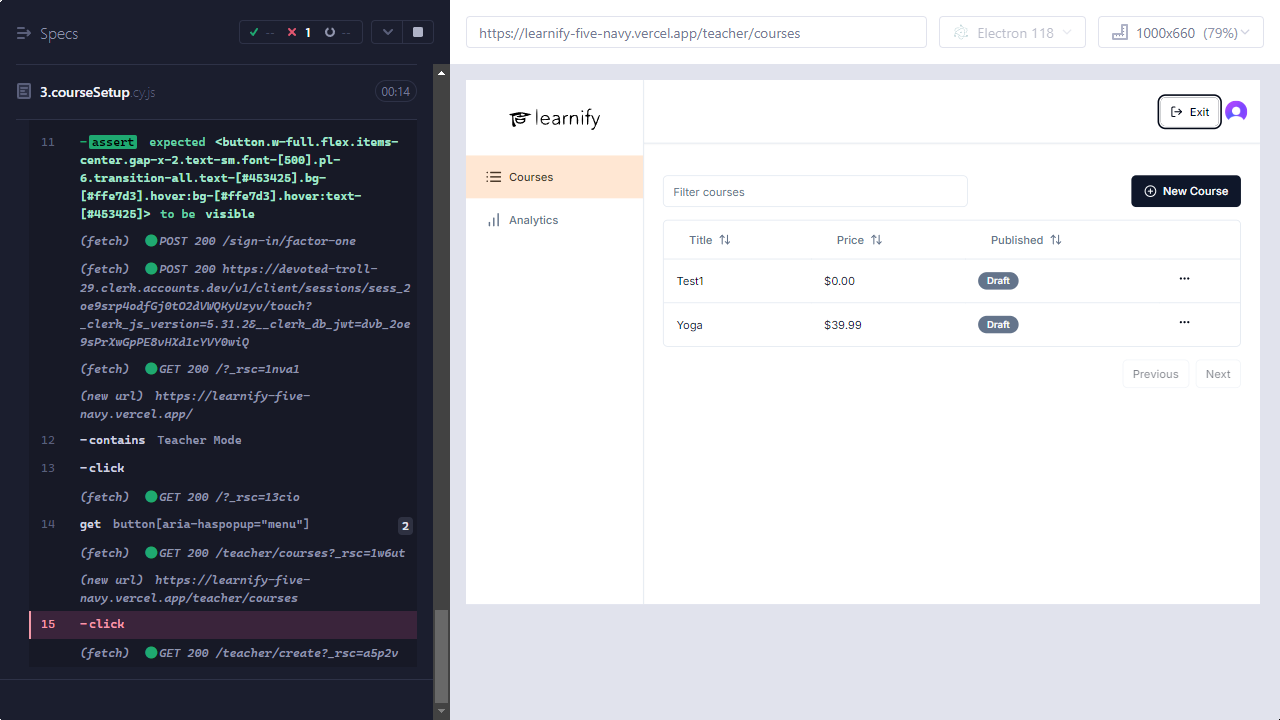 Specs
-- 1 --
3.courseSetup.cy.js
00:14
11 -assert expected <button.w-full.flex.items-
center.gap-x-2.text-sm.font-[500].pl-
6.transition-all.text-[#453425].bg-
[#ffe7d3].hover:bg-[#ffe7d3].hover:text-
[#453425]> to be visible
(fetch) POST 200 /sign-in/factor-one
(fetch) POST 200 https://devoted-troll-
29.clerk.accounts.dev/v1/client/sessions/sess_2
oe9srp4odfGj0tO2dVWQKyUzyv/touch?
_clerk_js_version=5.31.2&__clerk_db_jwt=dvb_2oe
9sPrXwGpPE8vHXd1cYVY0wiQ
(fetch) GET 200 /?_rsc=1nva1
(new url) https://learnify-five-
navy.vercel.app/
12 -contains Teacher Mode
13 -click
(fetch) GET 200 /?_rsc=13cio
14 get button[aria-haspopup="menu"] 2
(fetch) GET 200 /teacher/courses?_rsc=1w6ut
(new url) https://learnify-five-
navy.vercel.app/teacher/courses
15 -click
(fetch) GET 200 /teacher/create?_rsc=a5p2v
https://learnify-five-navy.vercel.app/teacher/courses
Electron 118
1000x660 (79%)
learnify
Exit
Courses
Analytics
Filter courses
New Course
Title Price Published
Test1 $0.00 Draft ...
Yoga $39.99 Draft ...
Previous Next